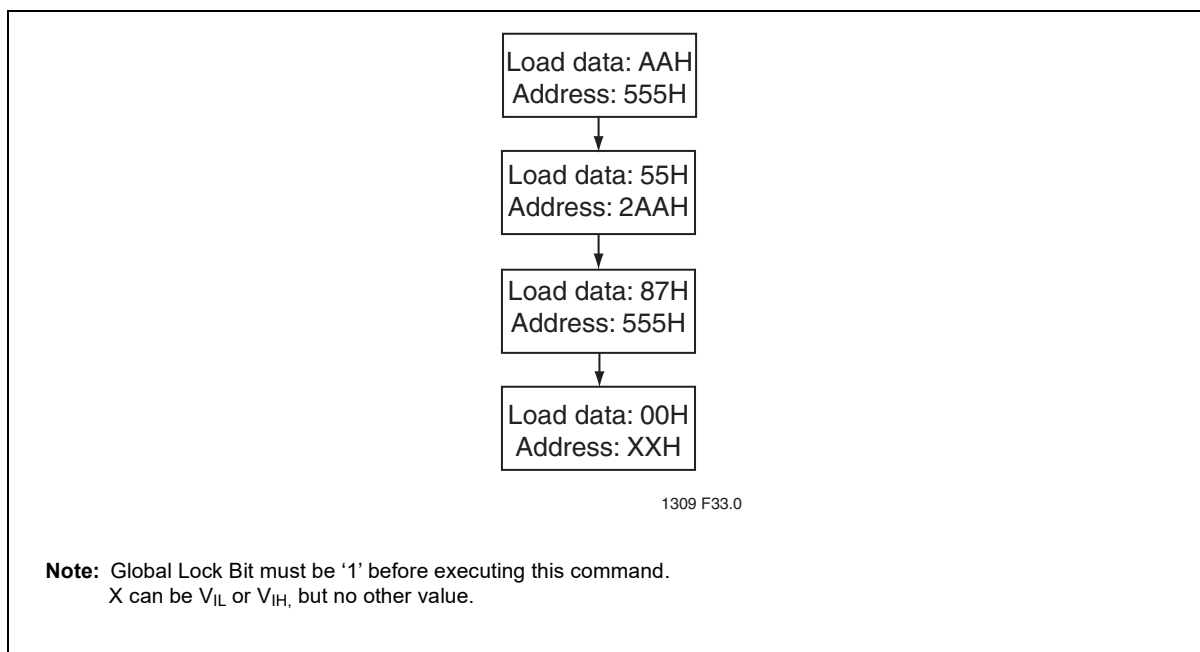 Load data: AAH
Address: 555H
Load data: 55H
Address: 2AAH
Load data: 87H
Address: 555H
Load data: 00H
Address: XXH
1309 F33.0
Note: Global Lock Bit must be ‘1’ before executing this command.
X can be VIL or VIH, but no other value.